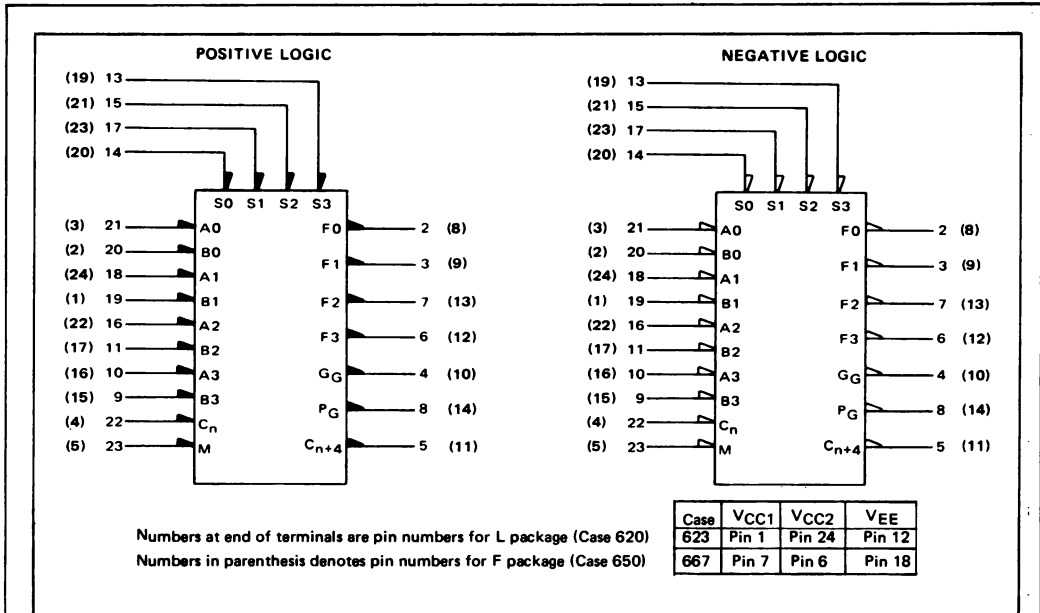 POSITIVE LOGIC
(19) 13
(21) 15
(23) 17
(20) 14
S0 S1 S2 S3
(3) 21 A0 F0 2 (8)
(2) 20 B0
(24) 18 A1 F1 3 (9)
(1) 19 B1 F2 7 (13)
(22) 16 A2
(17) 11 B2 F3 6 (12)
(16) 10 A3 GG 4 (10)
(15) 9 B3 PG 8 (14)
(4) 22 Cn
(5) 23 M Cn+4 5 (11)
NEGATIVE LOGIC
(19) 13
(21) 15
(23) 17
(20) 14
S0 S1 S2 S3
(3) 21 A0 F0 2 (8)
(2) 20 B0
(24) 18 A1 F1 3 (9)
(1) 19 B1 F2 7 (13)
(22) 16 A2
(17) 11 B2 F3 6 (12)
(16) 10 A3 GG 4 (10)
(15) 9 B3 PG 8 (14)
(4) 22 Cn
(5) 23 M Cn+4 5 (11)
Numbers at end of terminals are pin numbers for L package (Case 620)
Numbers in parenthesis denotes pin numbers for F package (Case 650)
Case VCC1 VCC2 VEE
623 Pin 1 Pin 24 Pin 12
667 Pin 7 Pin 6 Pin 18